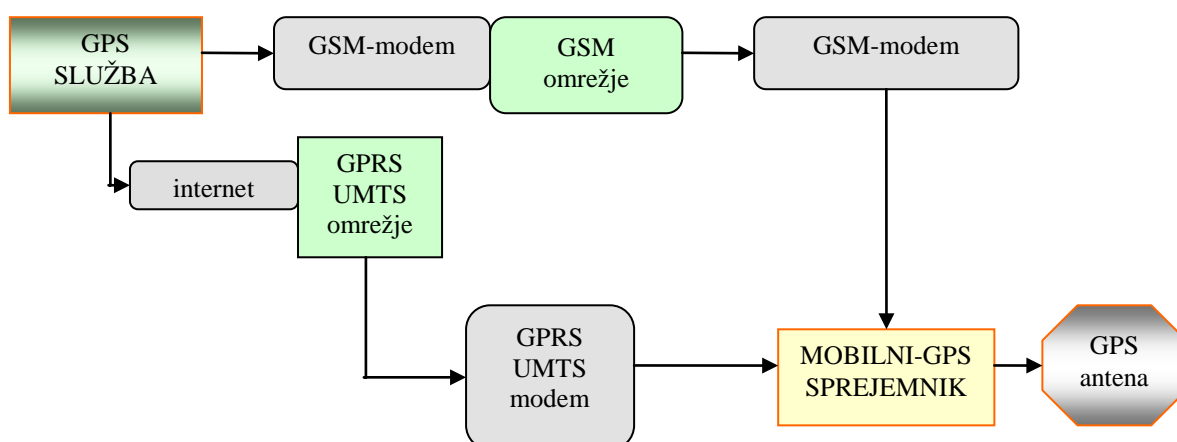 GPS
SLUŽBA
GSM-modem
GSM
omrežje
GSM-modem
internet
GPRS
UMTS
omrežje
GPRS
UMTS
modem
MOBILNI-GPS
SPREJEMNIK
GPS
antena